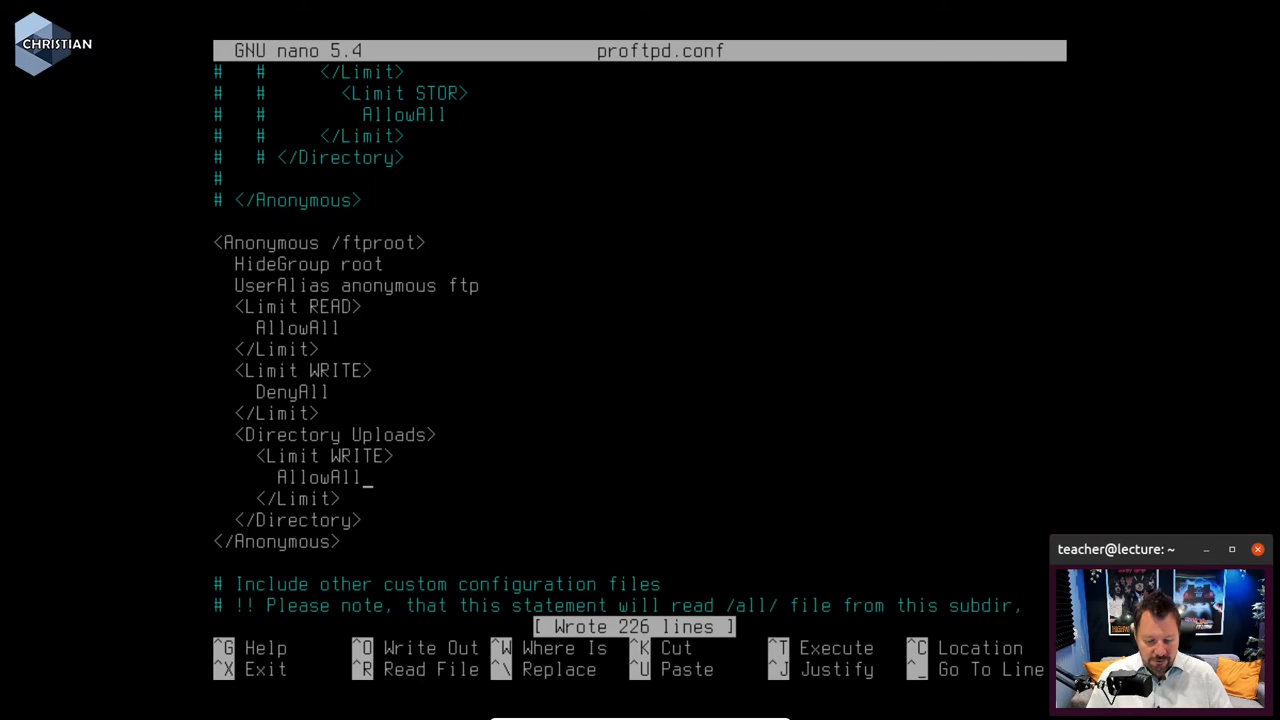 CHRISTIAN
GNU nano 5.4 proftpd.conf
# # </Limit>
# # <Limit STOR>
# # AllowAll
# # </Limit>
# # </Directory>
#
# </Anonymous>
<Anonymous /ftproot>
HideGroup root
UserAlias anonymous ftp
<Limit READ>
AllowAll
</Limit>
<Limit WRITE>
DenyAll
</Limit>
<Directory Uploads>
<Limit WRITE>
AllowAll_
</Limit>
</Directory>
</Anonymous>
# Include other custom configuration files
# !! Please note, that this statement will read /all/ file from this subdir,
[ Wrote 226 lines ]
^G Help ^O Write Out ^W Where Is ^K Cut ^T Execute ^C Location
^X Exit ^R Read File ^\ Replace ^U Paste ^J Justify ^_ Go To Line
teacher@lecture: ~